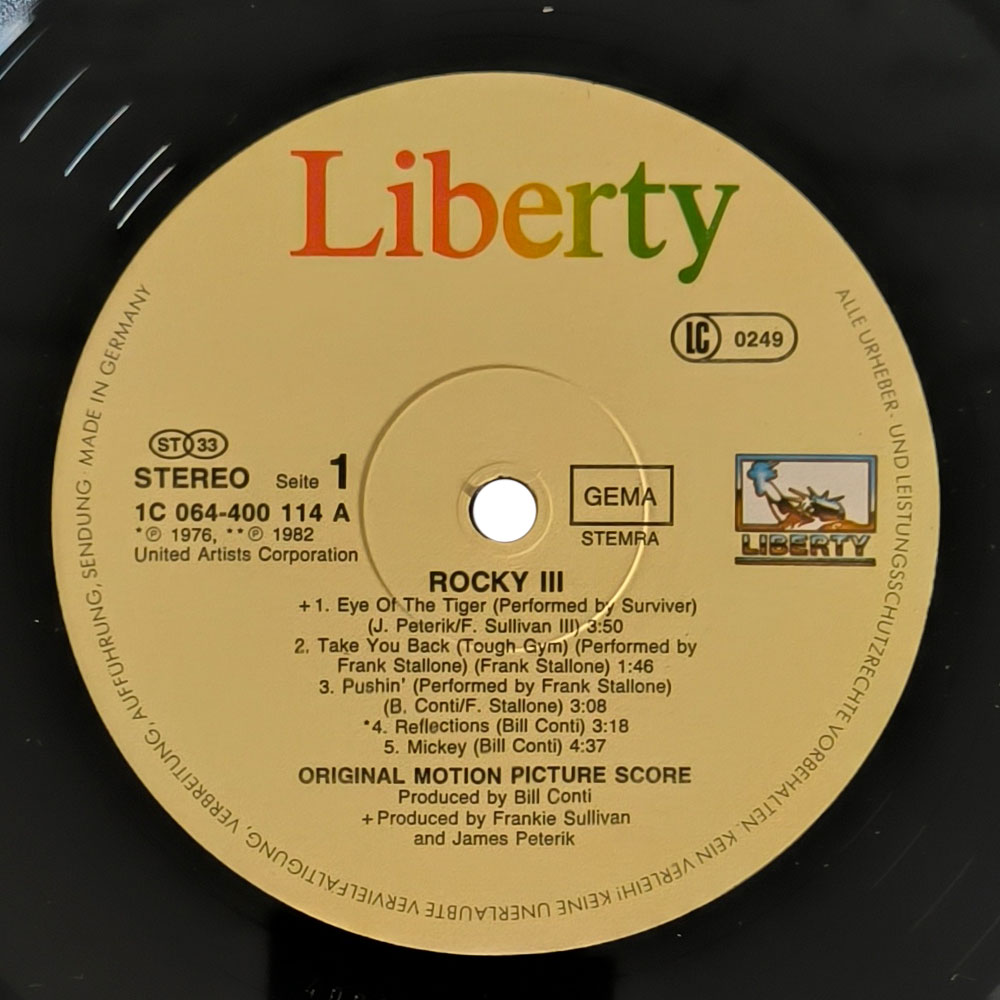 Liberty
LC 0249
ST 33
STEREO Seite 1
1C 064-400 114 A
*℗ 1976, **℗ 1982
United Artists Corporation
GEMA
STEMRA
LIBERTY
ROCKY III
+1. Eye Of The Tiger (Performed by Surviver)
(J. Peterik/F. Sullivan III) 3:50
2. Take You Back (Tough Gym) (Performed by
Frank Stallone) (Frank Stallone) 1:46
3. Pushin' (Performed by Frank Stallone)
(B. Conti/F. Stallone) 3:08
*4. Reflections (Bill Conti) 3:18
5. Mickey (Bill Conti) 4:37
ORIGINAL MOTION PICTURE SCORE
Produced by Bill Conti
+Produced by Frankie Sullivan
and James Peterik
ALLE URHEBER- UND LEISTUNGSSCHUTZRECHTE VORBEHALTEN. KEIN VERLEIH! KEINE UNERLAUBTE VERVIELFÄLTIGUNG, VERBREITUNG, AUFFÜHRUNG, SENDUNG · MADE IN GERMANY